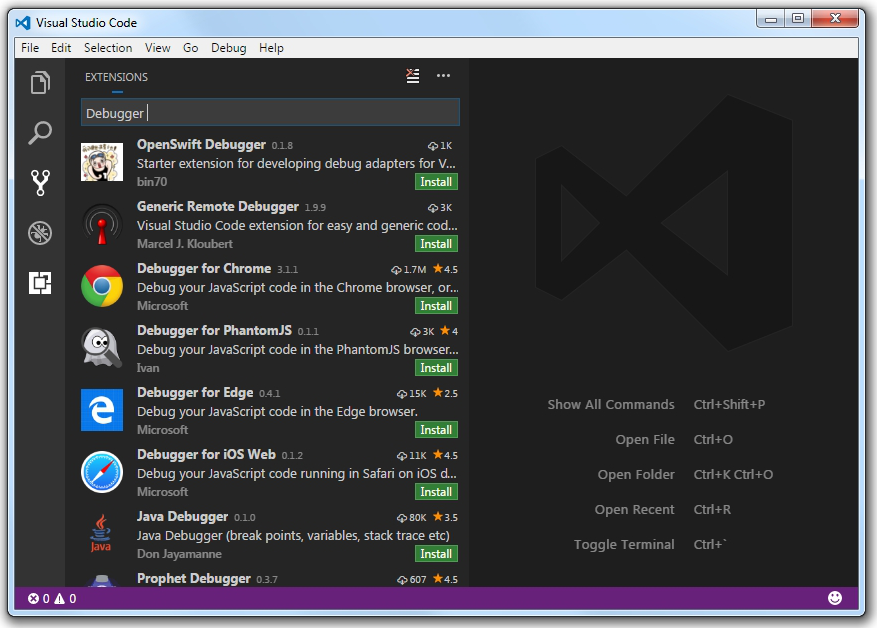 Visual Studio Code
File Edit Selection View Go Debug Help
EXTENSIONS
Debugger
OpenSwift Debugger 0.1.8 1K
Starter extension for developing debug adapters for V...
bin70 Install
Generic Remote Debugger 1.9.9 3K
Visual Studio Code extension for easy and generic cod...
Marcel J. Kloubert Install
Debugger for Chrome 3.1.1 1.7M 4.5
Debug your JavaScript code in the Chrome browser, or...
Microsoft Install
Debugger for PhantomJS 0.1.1 3K 4
Debug your JavaScript code in the PhantomJS browser...
Ivan Install
Debugger for Edge 0.4.1 15K 2.5
Debug your JavaScript code in the Edge browser.
Microsoft Install
Debugger for iOS Web 0.1.2 11K 4.5
Debug your JavaScript code running in Safari on iOS d...
Microsoft Install
Java Debugger 0.1.0 80K 3.5
Java
Java Debugger (break points, variables, stack trace etc)
Don Jayamanne Install
Prophet Debugger 0.3.7 607 4.5
Show All Commands Ctrl+Shift+P
Open File Ctrl+O
Open Folder Ctrl+K Ctrl+O
Open Recent Ctrl+R
Toggle Terminal Ctrl+`
0 0